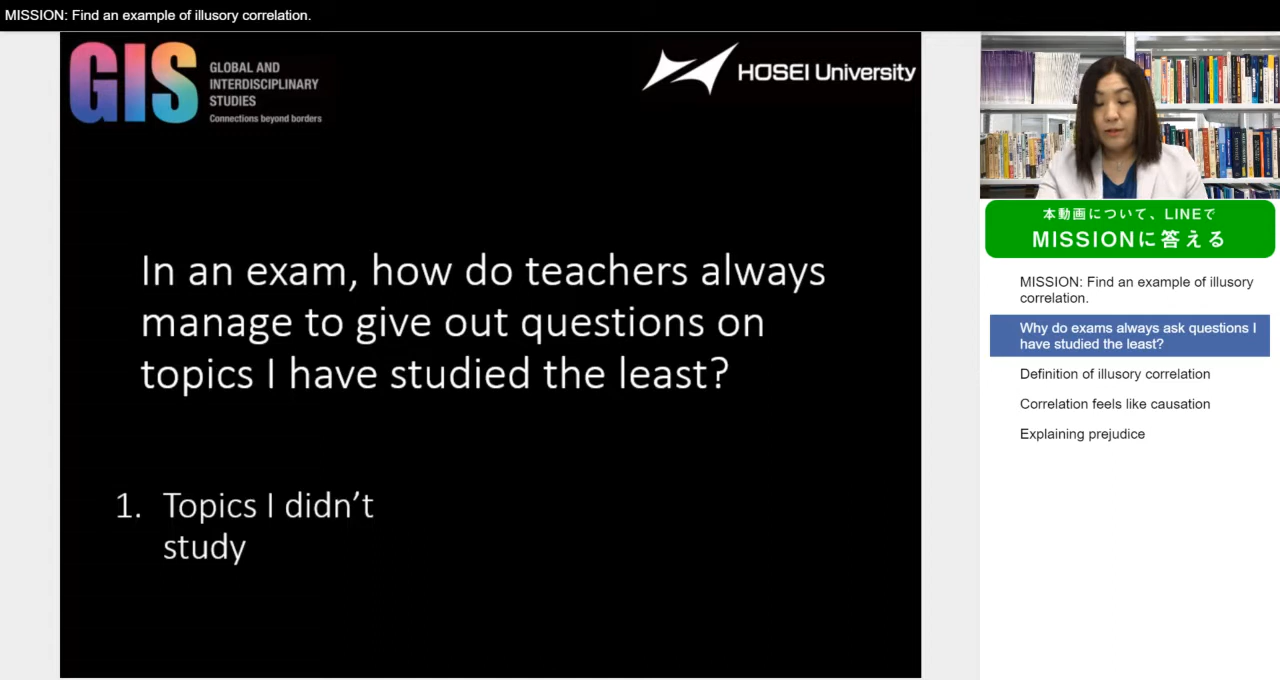 MISSION: Find an example of illusory correlation.
GIS
GLOBAL AND
INTERDISCIPLINARY
STUDIES
Connections beyond borders
HOSEI University
In an exam, how do teachers always
manage to give out questions on
topics I have studied the least?
1. Topics I didn't
study
本動画について、LINEで
MISSIONに答える
MISSION: Find an example of illusory
correlation.
Why do exams always ask questions I
have studied the least?
Definition of illusory correlation
Correlation feels like causation
Explaining prejudice